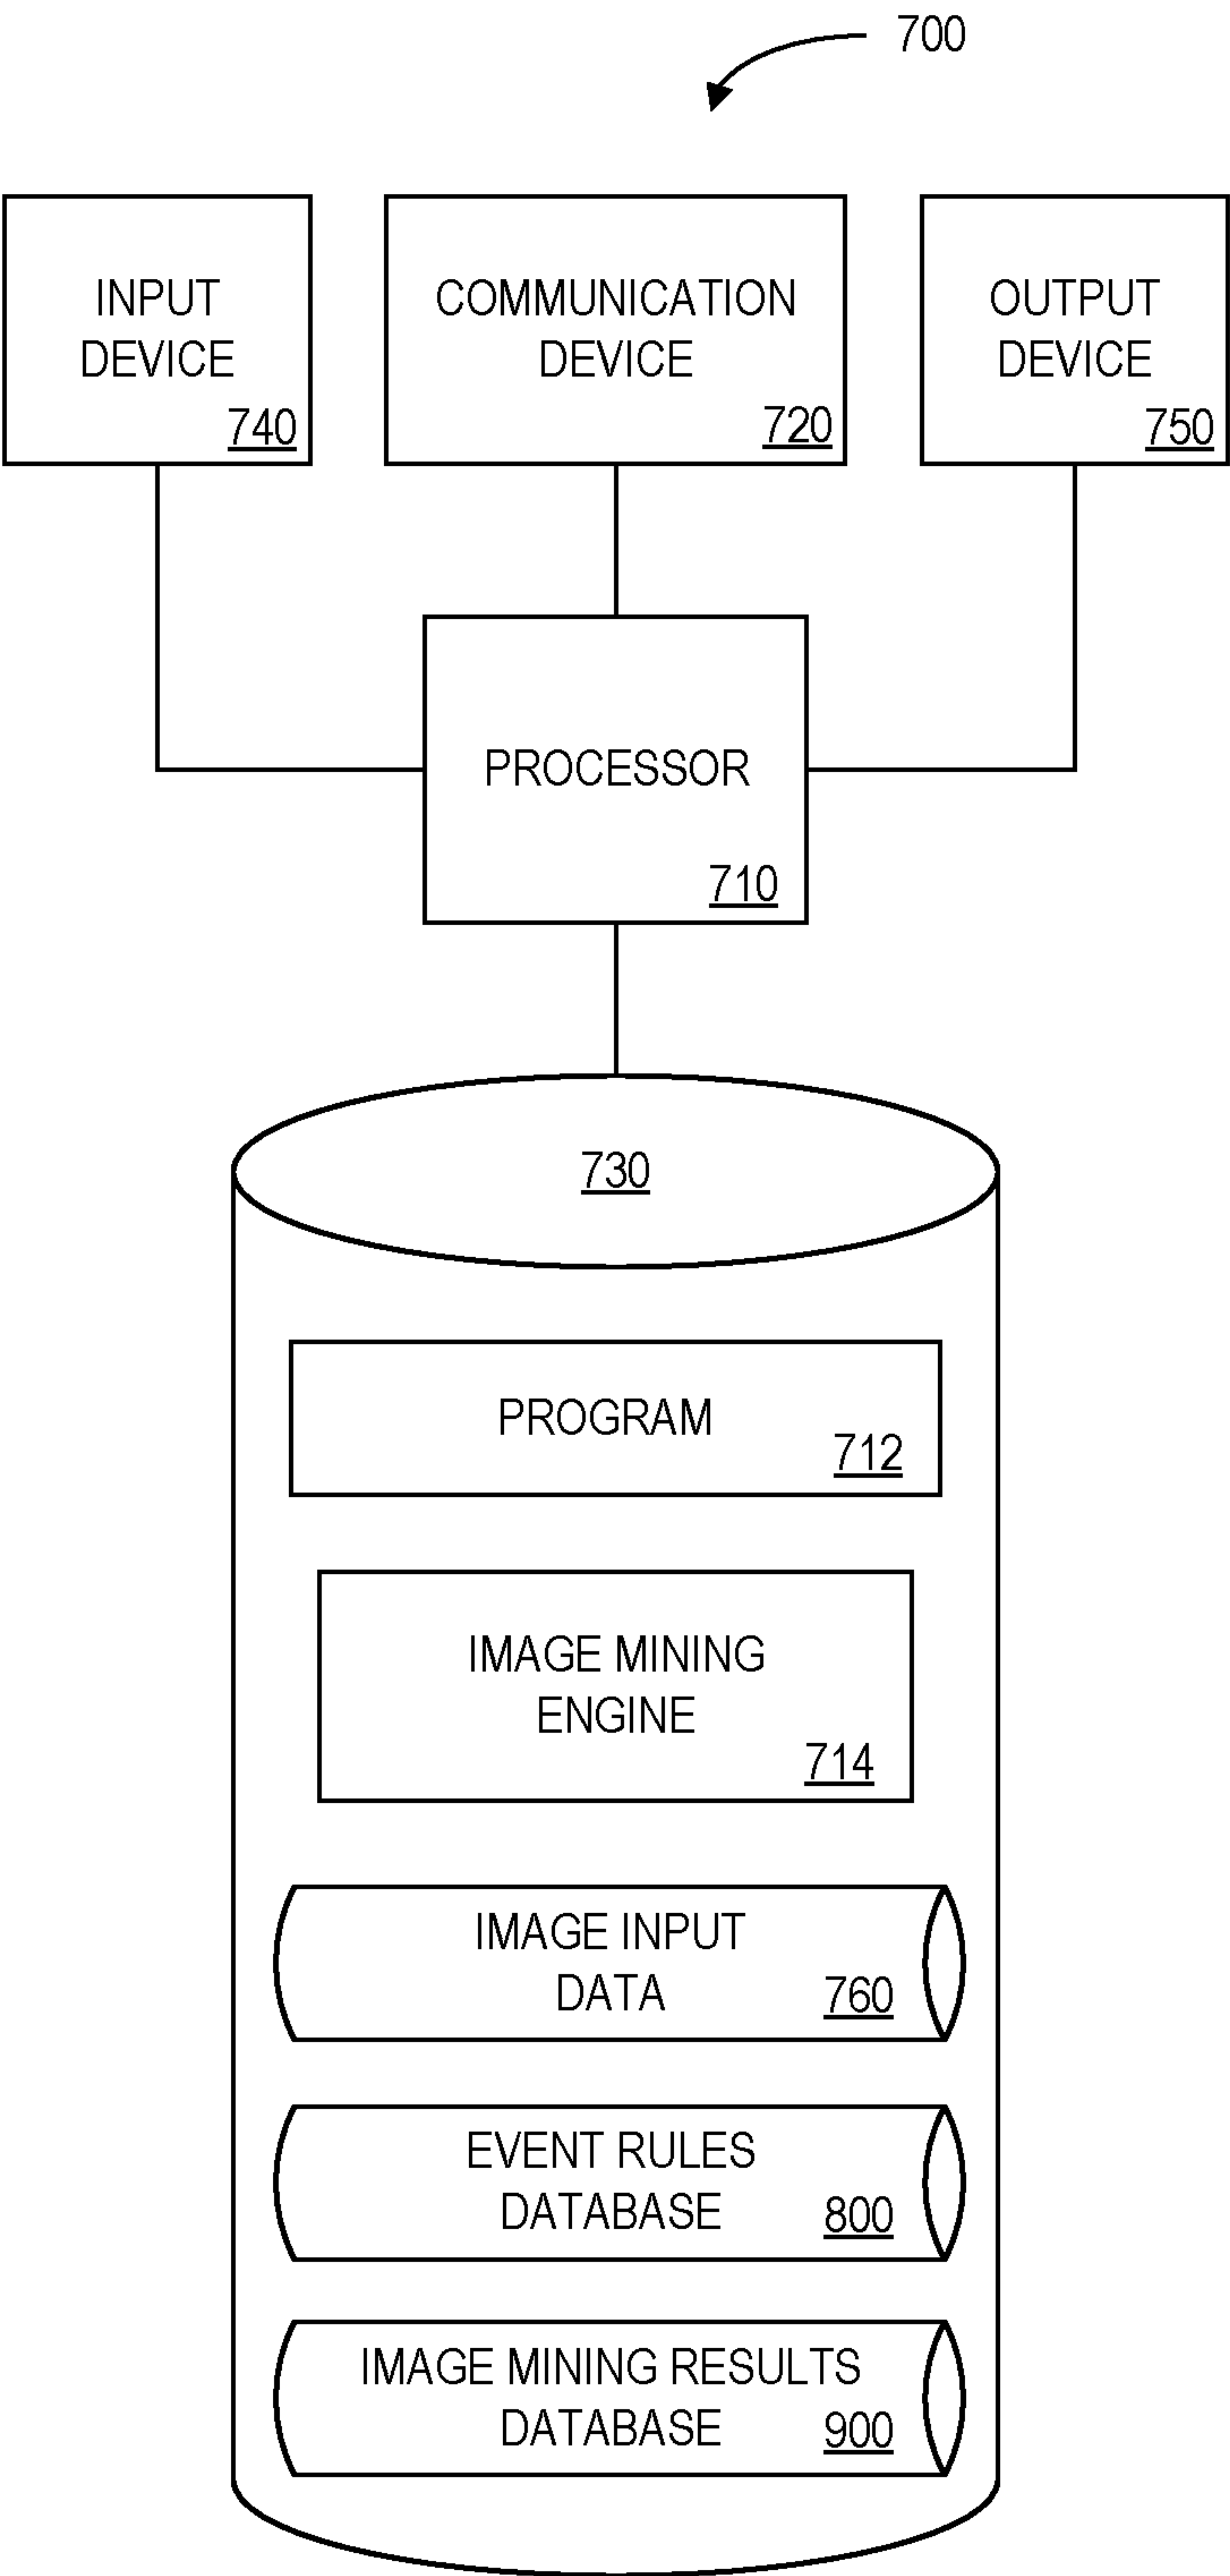 700
INPUT
DEVICE
740
COMMUNICATION
DEVICE
720
OUTPUT
DEVICE
750
PROCESSOR
710
730
PROGRAM
712
IMAGE MINING
ENGINE
714
IMAGE INPUT
DATA
760
EVENT RULES
DATABASE
800
IMAGE MINING RESULTS
DATABASE
900